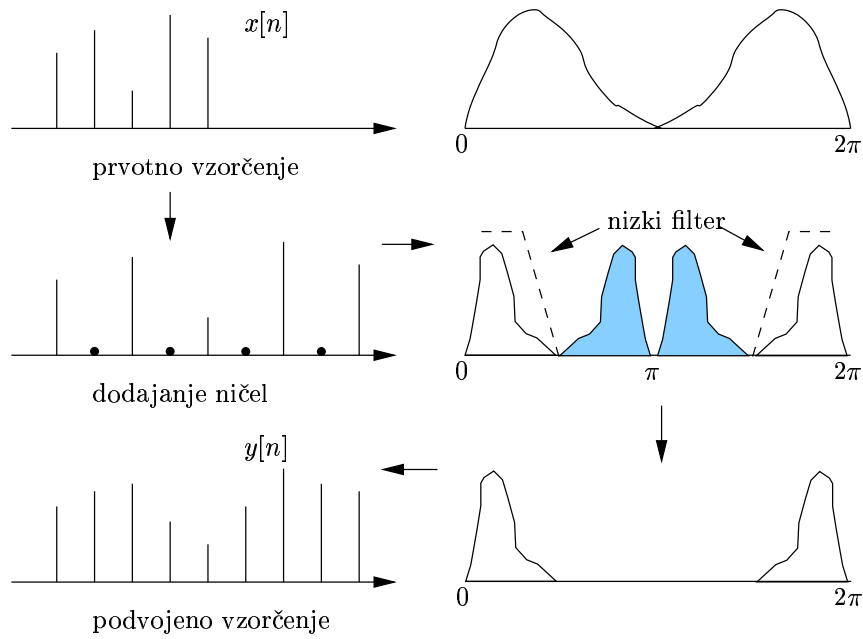 x[n]
0 2π
prvotno vzorčenje
nizki filter
0 π 2π
dodajanje ničel
y[n]
0 2π
podvojeno vzorčenje